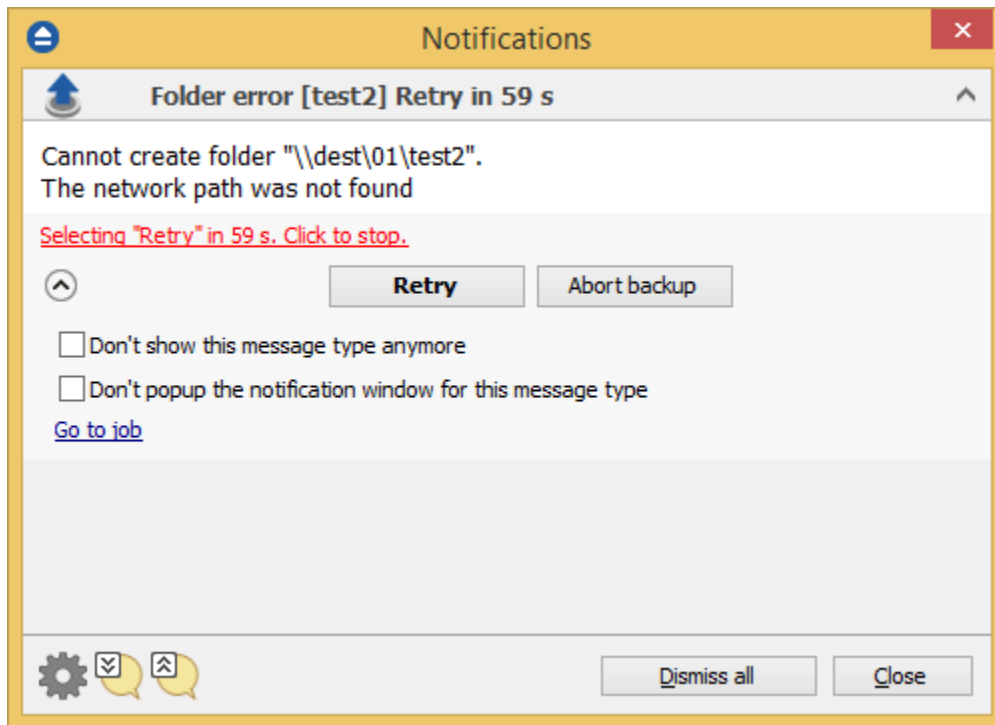 Notifications
Folder error [test2] Retry in 59 s
Cannot create folder "\\dest\01\test2".
The network path was not found
Selecting "Retry" in 59 s. Click to stop.
Retry Abort backup
Don't show this message type anymore
Don't popup the notification window for this message type
Go to job
Dismiss all Close